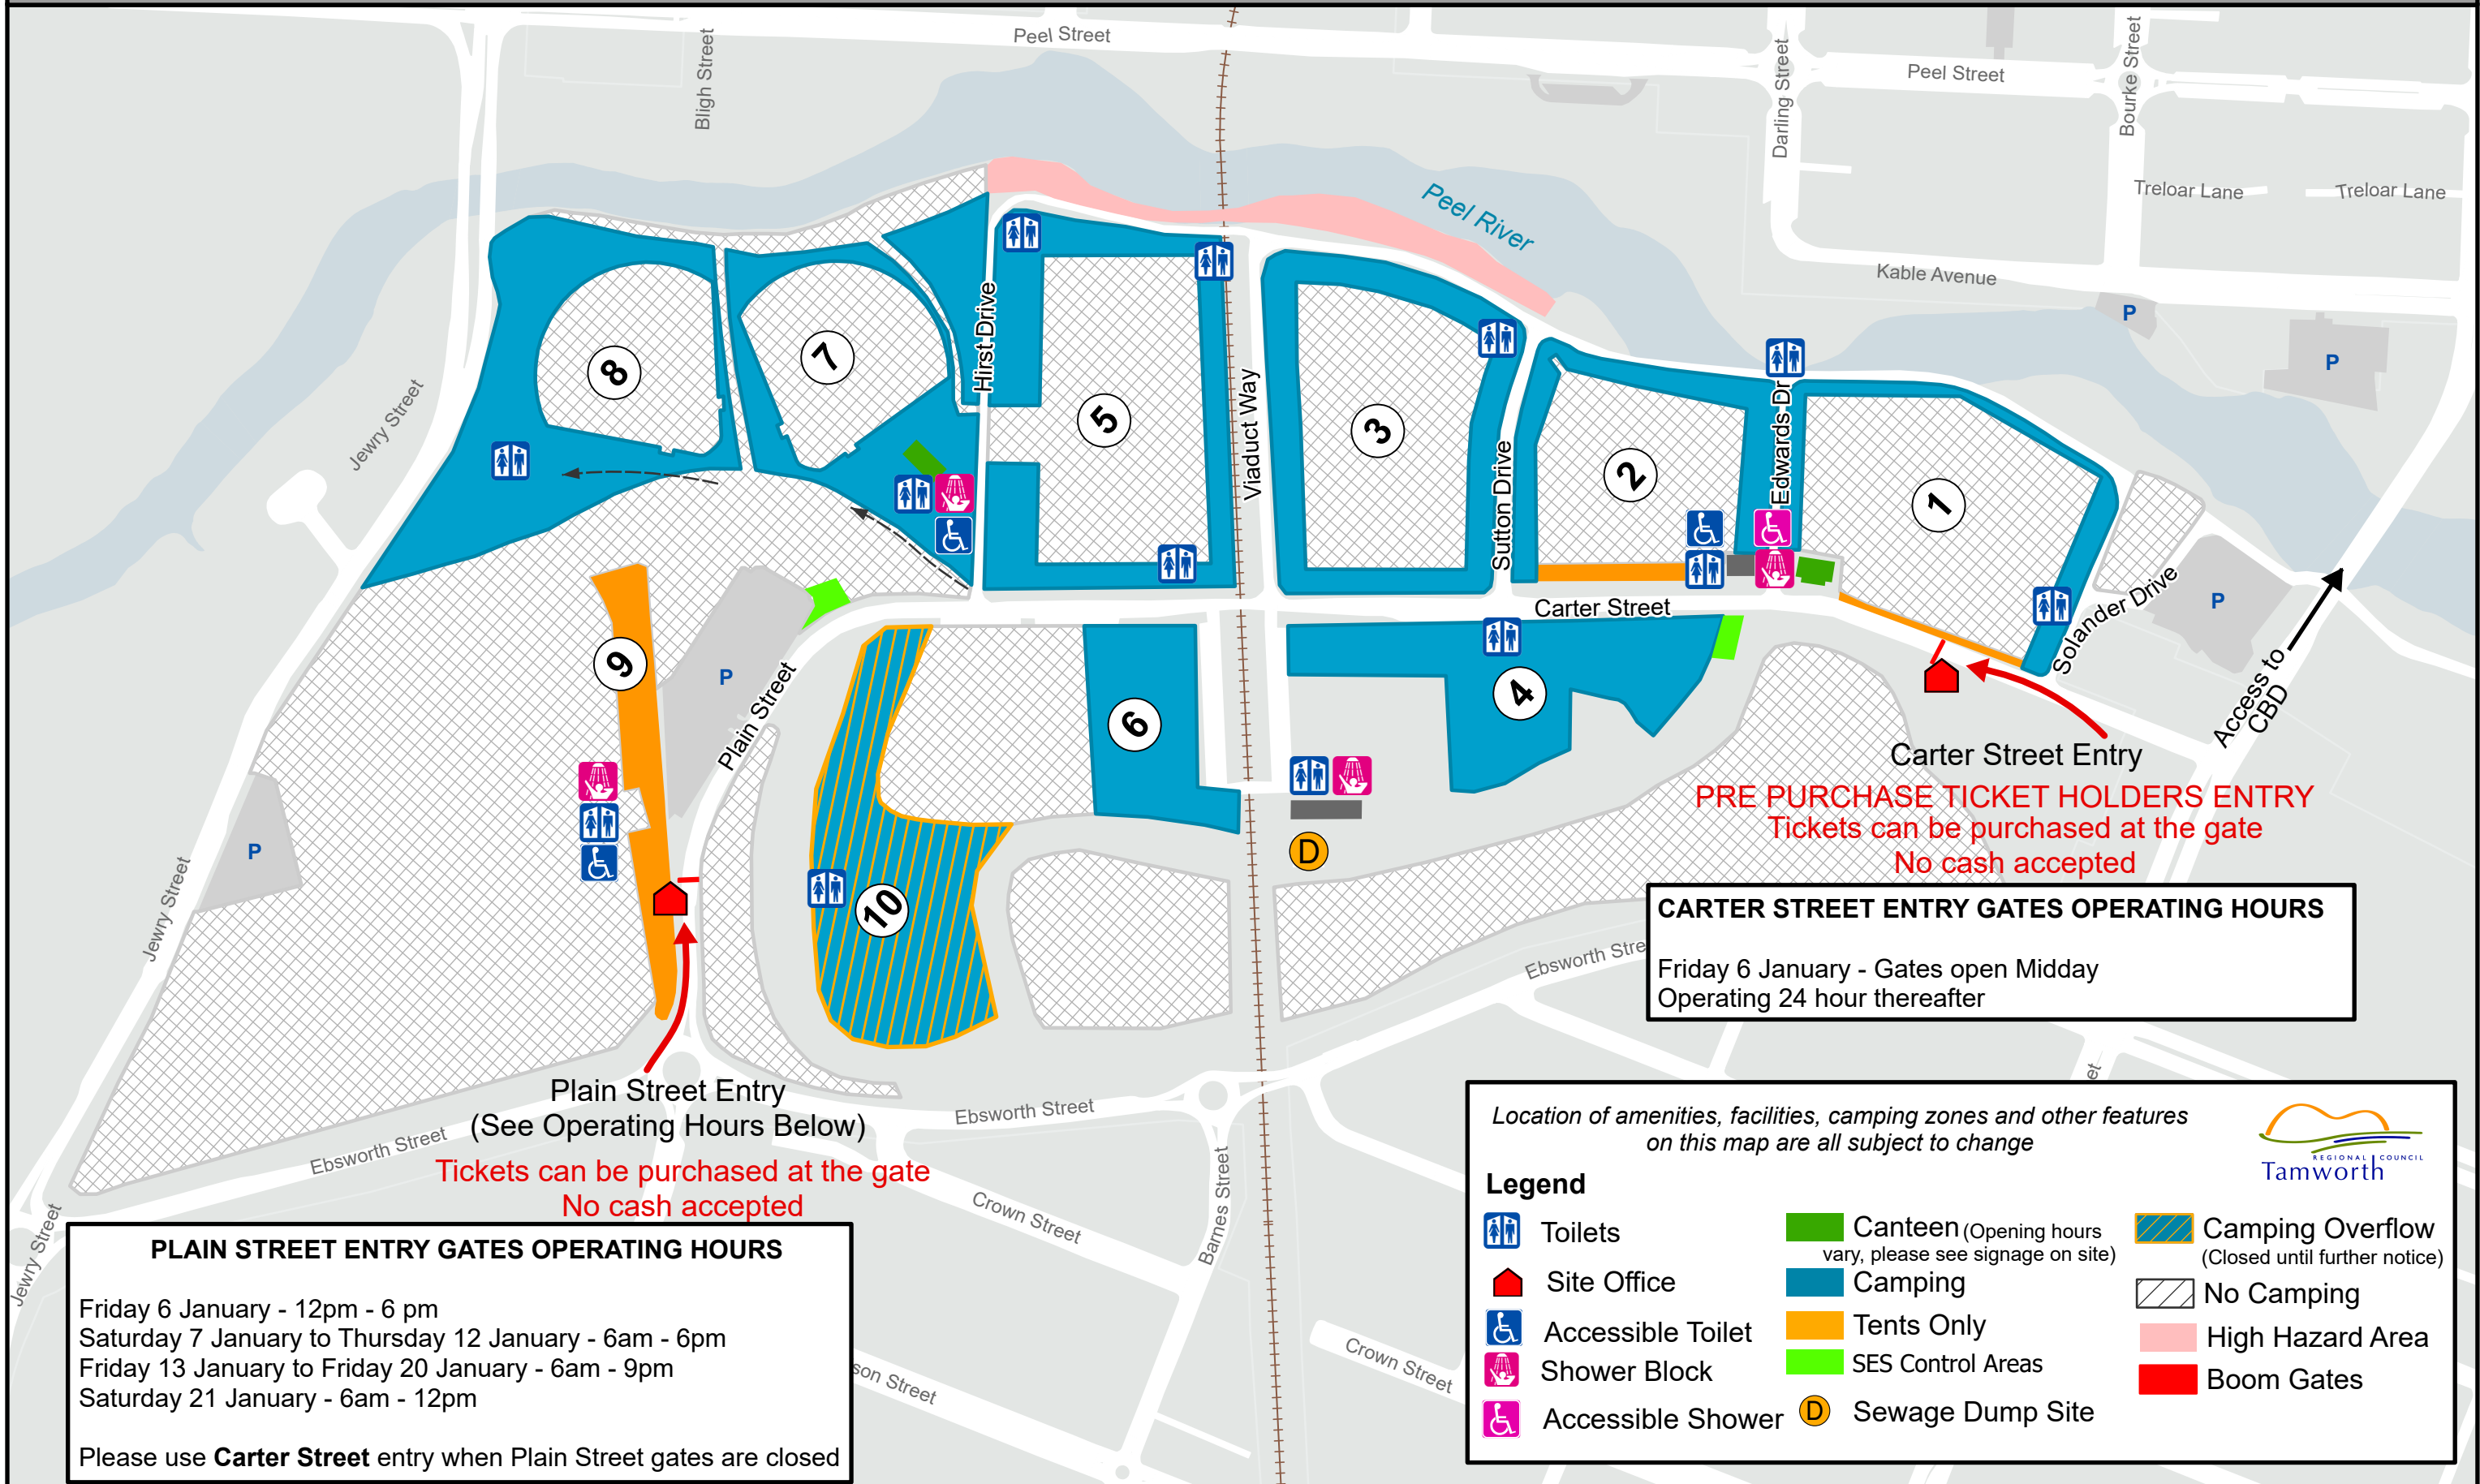 Peel Street
Peel Street
Bligh Street
Darling Street
Bourke Street
Treloar Lane
Treloar Lane
Peel River
Kable Avenue
P
P
Jewry Street
Hirst Drive
Viaduct Way
Sutton Drive
Edwards Dr
8
7
5
3
2
1
Carter Street
Solander Drive
P
9
P
Plain Street
6
4
Access to
CBD
Carter Street Entry
PRE PURCHASE TICKET HOLDERS ENTRY
Tickets can be purchased at the gate
No cash accepted
P
D
10
Jewry Street
CARTER STREET ENTRY GATES OPERATING HOURS
Friday 6 January - Gates open Midday
Operating 24 hour thereafter
Ebsworth Stre
Plain Street Entry
(See Operating Hours Below)
Tickets can be purchased at the gate
No cash accepted
Ebsworth Street
Ebsworth Street
Crown Street
Barnes Street
et
Jewry Street
PLAIN STREET ENTRY GATES OPERATING HOURS
Friday 6 January - 12pm - 6 pm
Saturday 7 January to Thursday 12 January - 6am - 6pm
Friday 13 January to Friday 20 January - 6am - 9pm
Saturday 21 January - 6am - 12pm
Please use Carter Street entry when Plain Street gates are closed
son Street
Crown Street
Location of amenities, facilities, camping zones and other features
on this map are all subject to change
REGIONAL COUNCIL
Tamworth
Legend
Toilets
Site Office
Accessible Toilet
Shower Block
Accessible Shower
Canteen (Opening hours
vary, please see signage on site)
Camping
Tents Only
SES Control Areas
D Sewage Dump Site
Camping Overflow
(Closed until further notice)
No Camping
High Hazard Area
Boom Gates